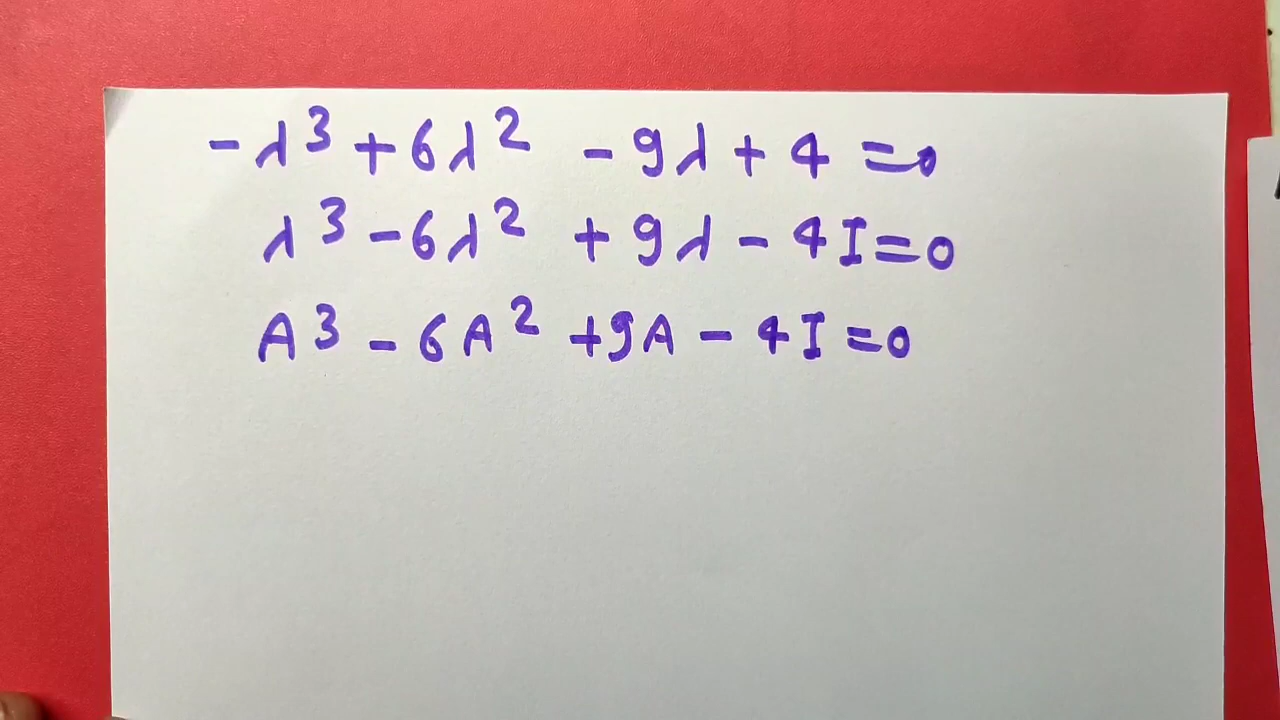 -λ³ + 6λ² - 9λ + 4 = 0
λ³ - 6λ² + 9λ - 4I = 0
A³ - 6A² + 9A - 4I = 0